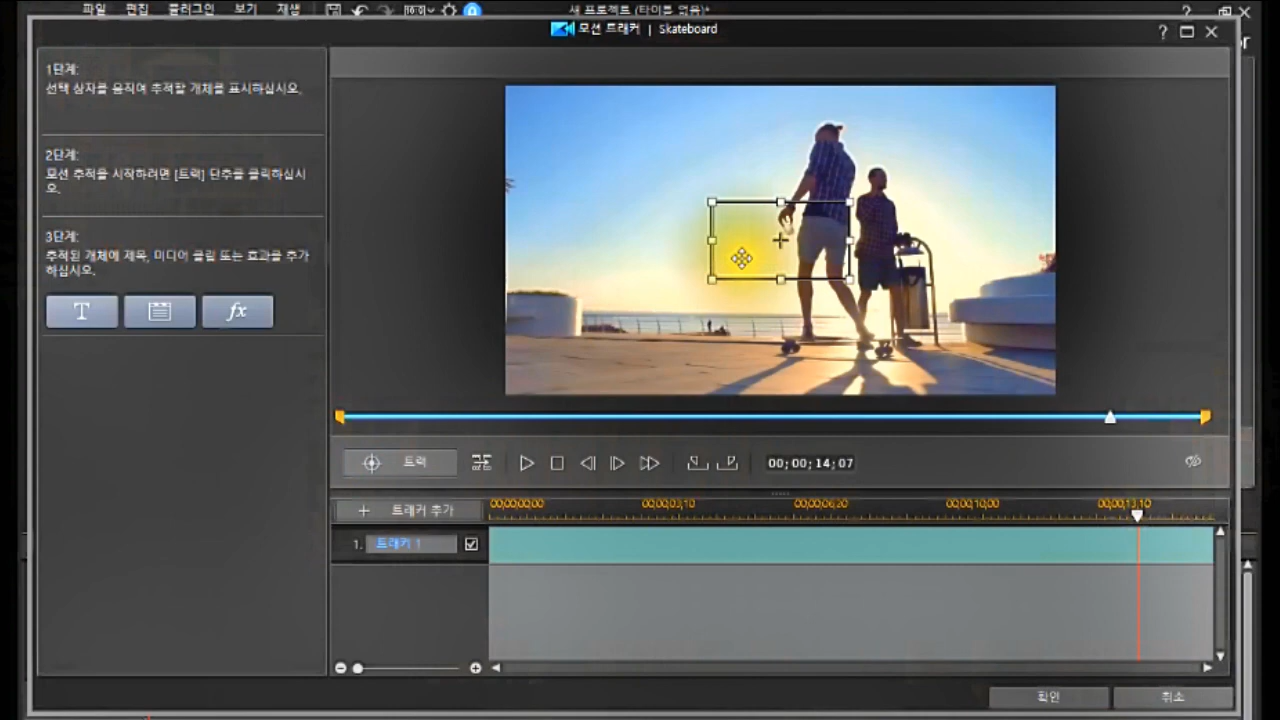 파일 편집 플러그인 보기 재생
16:9
새 프로젝트 (타이틀 없음)*
?
모션 트래커 | Skateboard
?
1단계:
선택 상자를 움직여 추적할 개체를 표시하십시오.
2단계:
모션 추적을 시작하려면 [트랙] 단추를 클릭하십시
오.
3단계:
추적된 개체에 제목, 미디어 클립 또는 효과를 추가
하십시오.
T
fx
트랙
00;00;14;07
+ 트래커 추가
00;00;00;00 00;00;03;10 00;00;06;20 00;00;10;00 00;00;13;10
1. 트래커 1
확인 취소